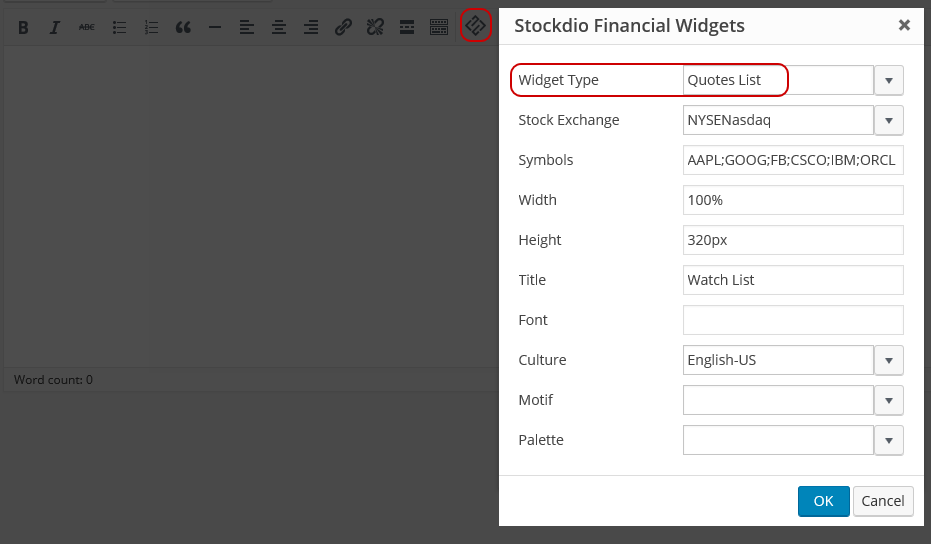 B I ABC
Stockdio Financial Widgets
Widget Type Quotes List
Stock Exchange NYSENasdaq
Symbols AAPL;GOOG;FB;CSCO;IBM;ORCL
Width 100%
Height 320px
Title Watch List
Font
Culture English-US
Motif
Palette
Word count: 0
OK Cancel